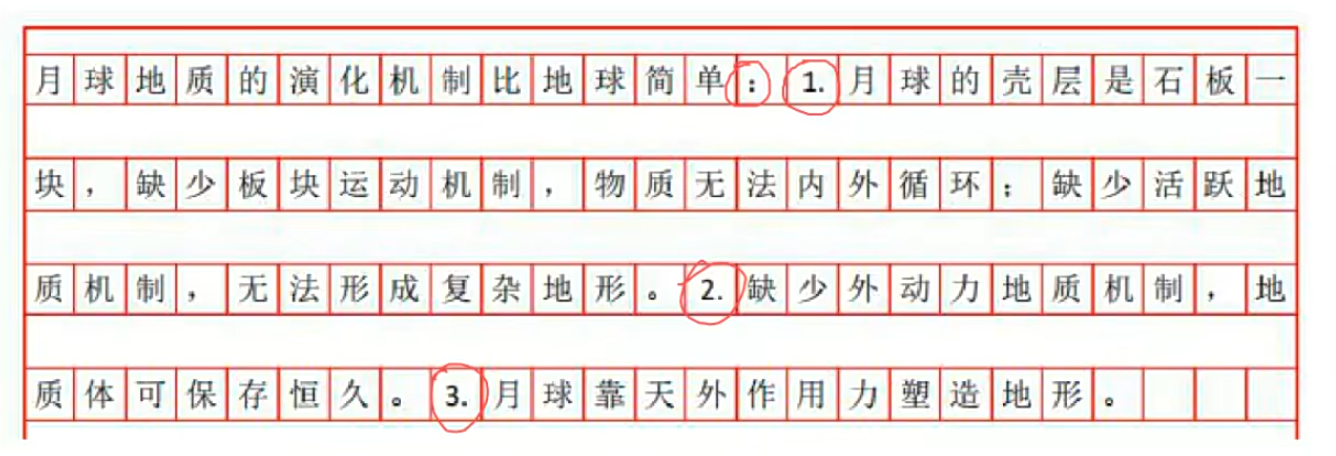 月球地质的演化机制比地球简单：1.月球的壳层是石板一
块，缺少板块运动机制，物质无法内外循环；缺少活跃地
质机制，无法形成复杂地形。2.缺少外动力地质机制，地
质体可保存恒久。3.月球靠天外作用力塑造地形。